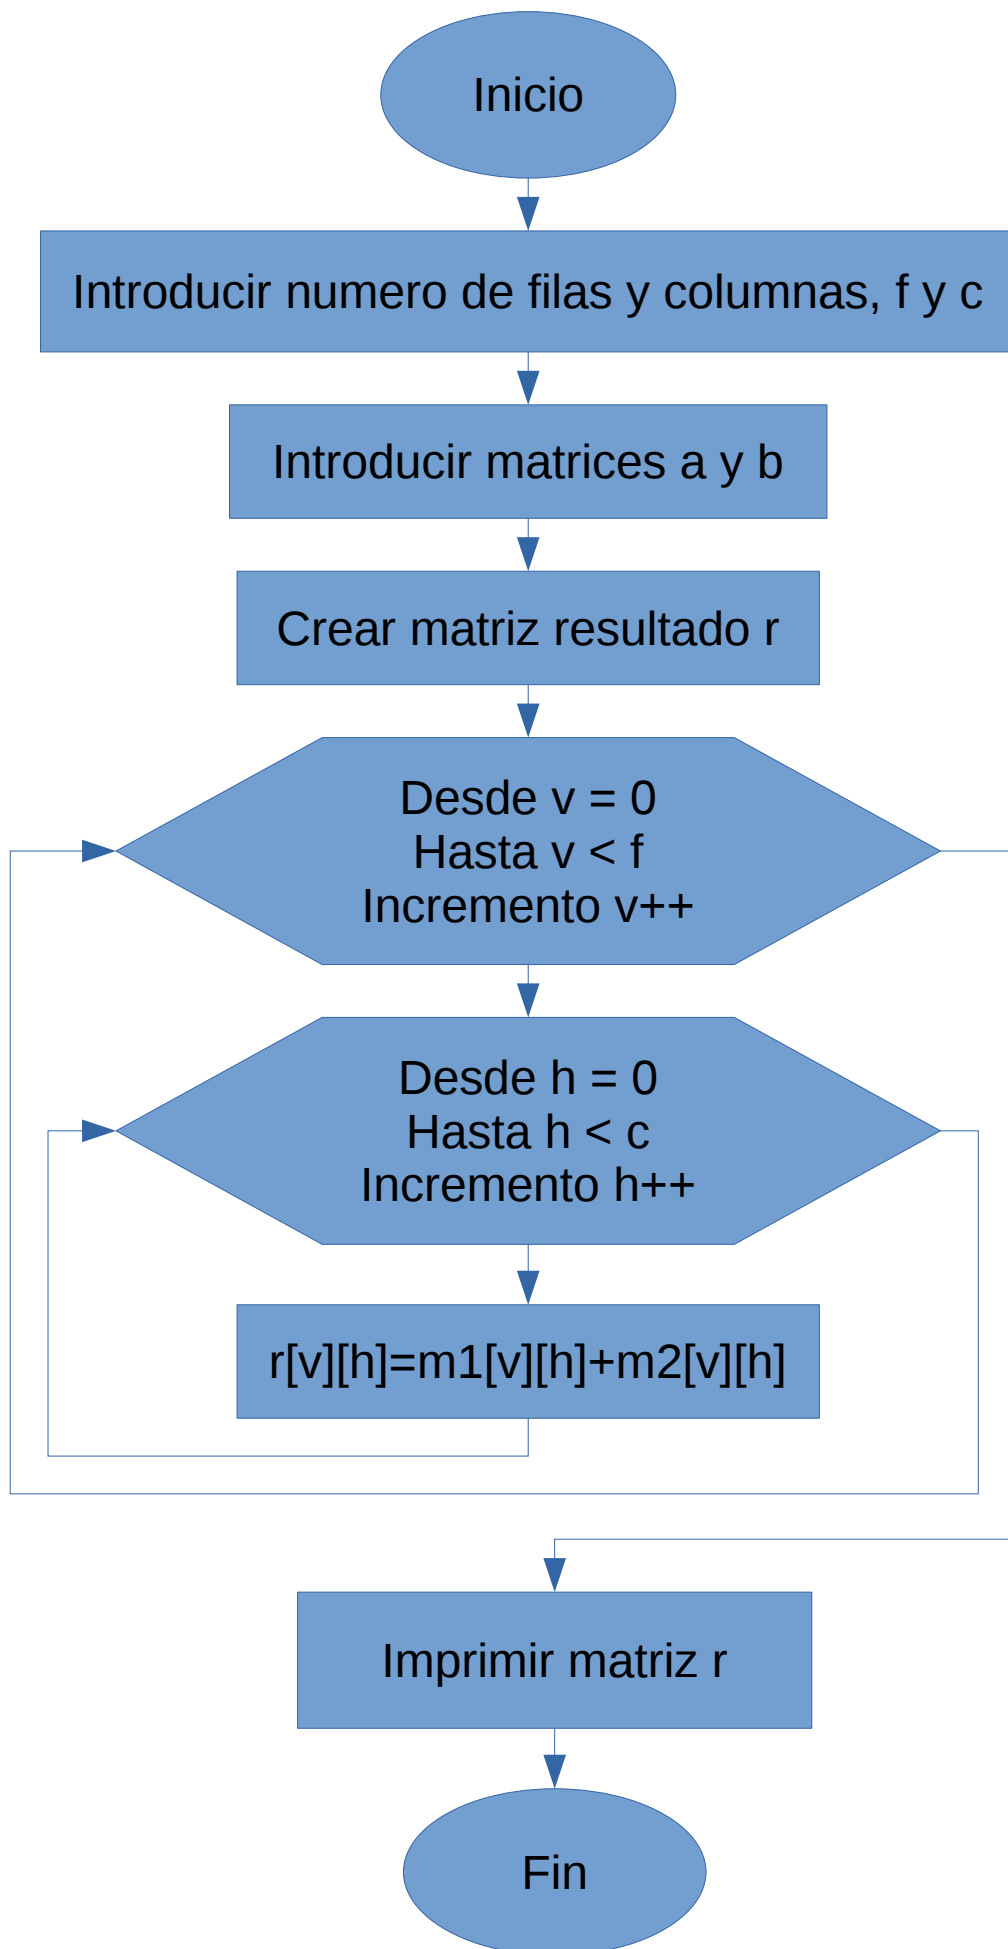 Inicio
Introducir numero de filas y columnas, f y c
Introducir matrices a y b
Crear matriz resultado r
Desde v = 0
Hasta v < f
Incremento v++
Desde h = 0
Hasta h < c
Incremento h++
r[v][h]=m1[v][h]+m2[v][h]
Imprimir matriz r
Fin